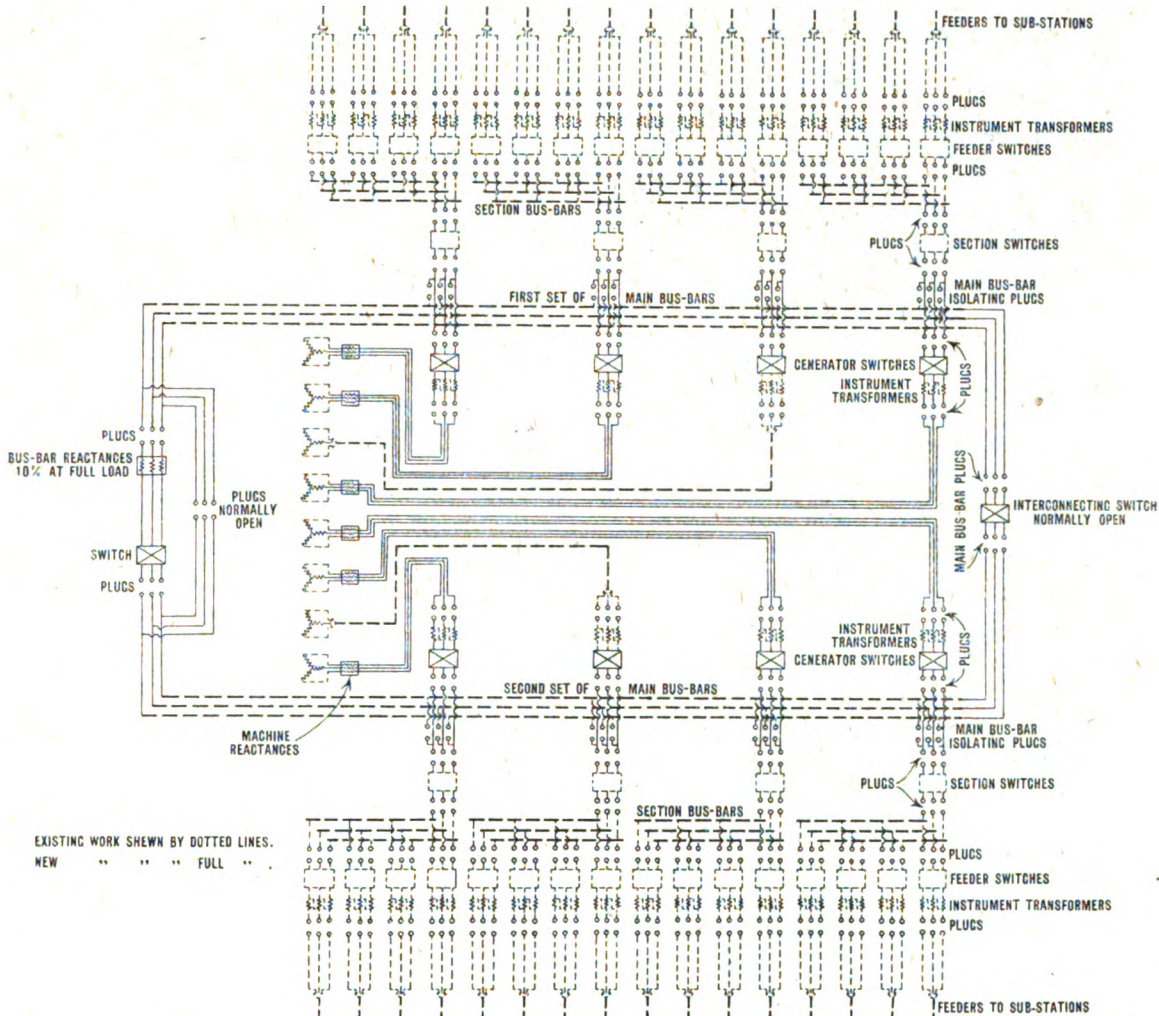 FEEDERS TO SUB-STATIONS
PLUGS
INSTRUMENT TRANSFORMERS
FEEDER SWITCHES
PLUGS
SECTION BUS-BARS
PLUGS
SECTION SWITCHES
MAIN BUS-BAR
ISOLATING PLUGS
FIRST SET OF MAIN BUS-BARS
GENERATOR SWITCHES
INSTRUMENT
TRANSFORMERS
PLUGS
PLUGS
BUS-BAR REACTANCES
10% AT FULL LOAD
PLUGS
NORMALLY
OPEN
MAIN BUS-BAR PLUGS
INTERCONNECTING SWITCH
NORMALLY OPEN
SWITCH
PLUGS
INSTRUMENT
TRANSFORMERS
GENERATOR SWITCHES
PLUGS
SECOND SET OF MAIN BUS-BARS
MACHINE
REACTANCES
MAIN BUS-BAR
ISOLATING PLUGS
PLUGS
SECTION SWITCHES
SECTION BUS-BARS
EXISTING WORK SHEWN BY DOTTED LINES.
NEW " " " FULL " .
PLUGS
FEEDER SWITCHES
INSTRUMENT TRANSFORMERS
PLUGS
FEEDERS TO SUB-STATIONS